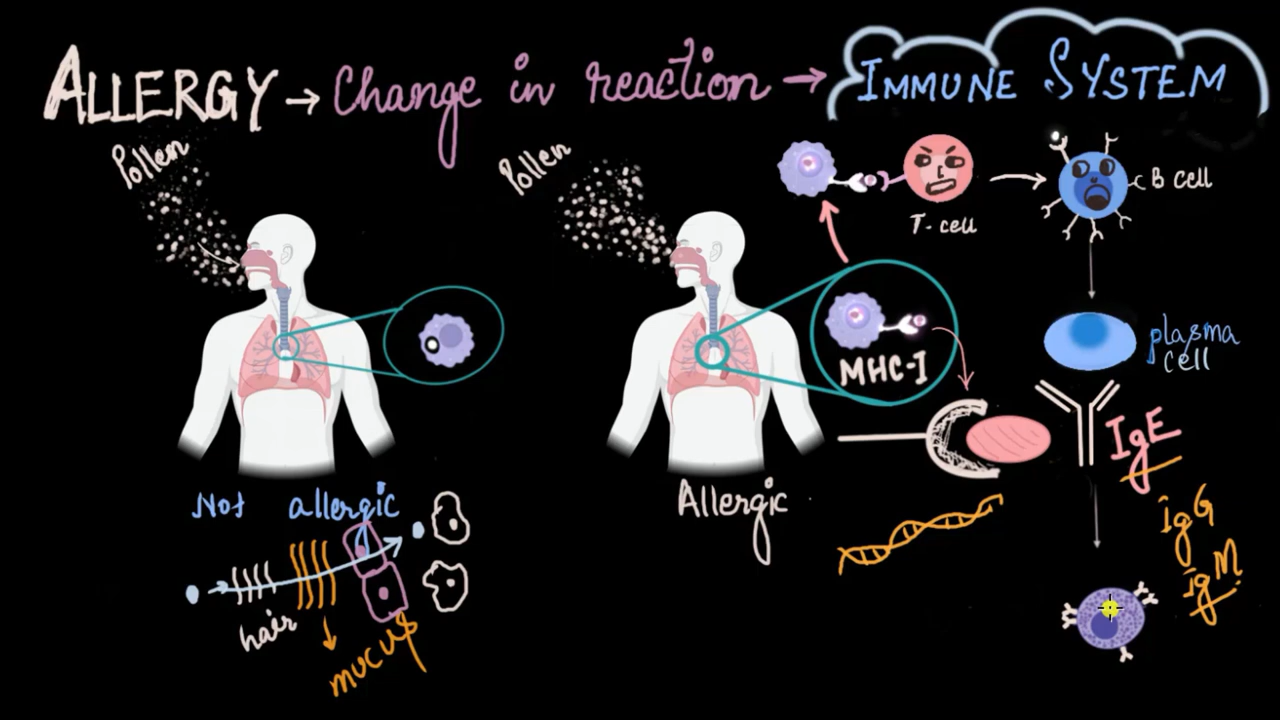 ALLERGY → Change in reaction → IMMUNE SYSTEM
Pollen
Pollen
T-cell
B cell
MHC-I
plasma
cell
IgE
IgG
IgM
Not allergic
Allergic
hair
mucus